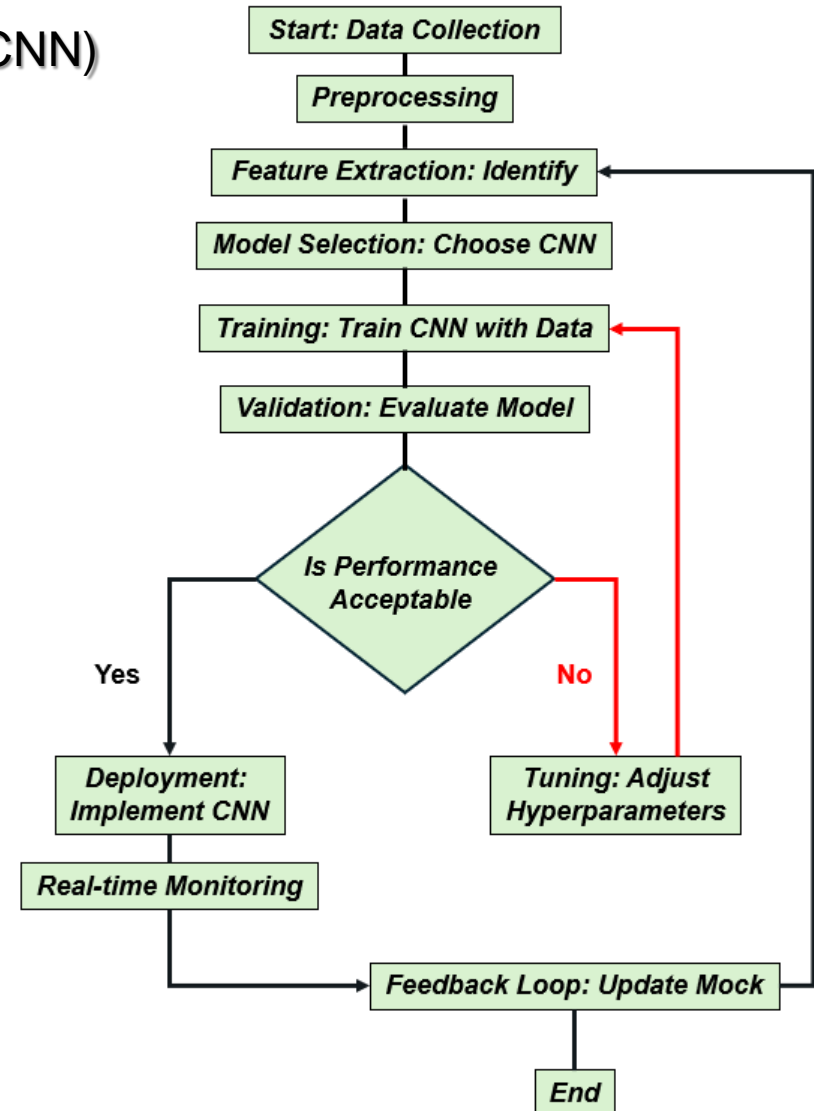 CNN)
Start: Data Collection
Preprocessing
Feature Extraction: Identify
Model Selection: Choose CNN
Training: Train CNN with Data
Validation: Evaluate Model
Is Performance
Acceptable
Yes
No
Deployment:
Implement CNN
Tuning: Adjust
Hyperparameters
Real-time Monitoring
Feedback Loop: Update Mock
End